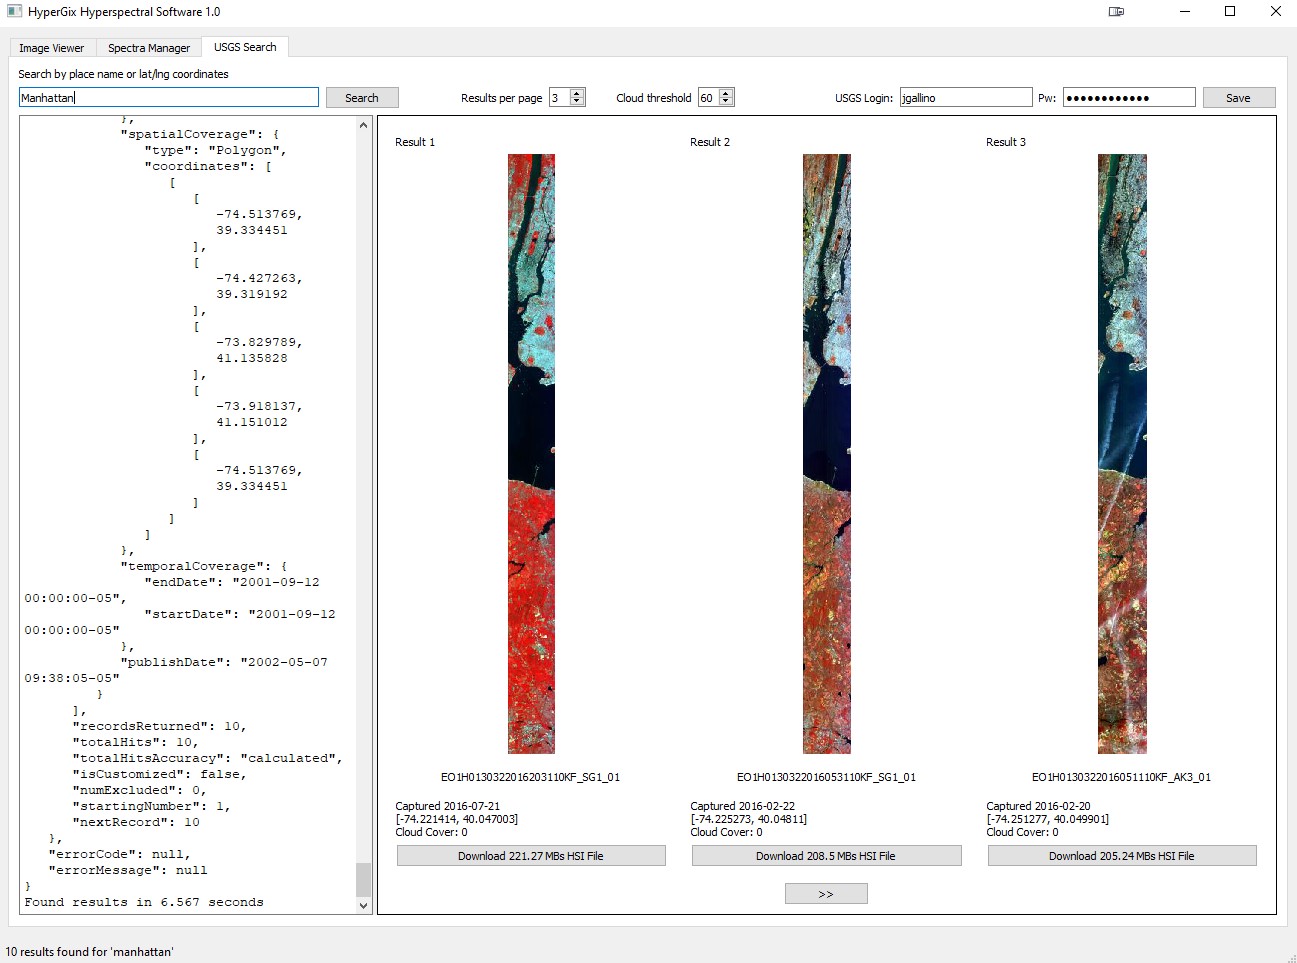 HyperGix Hyperspectral Software 1.0
Image Viewer Spectra Manager USGS Search
Search by place name or lat/lng coordinates
Manhattan Search Results per page 3 Cloud threshold 60 USGS Login: jgallino Pw: ●●●●●●●●●●●● Save
},
"spatialCoverage": {
"type": "Polygon",
"coordinates": [
[
[
-74.513769,
39.334451
],
[
-74.427263,
39.319192
],
[
-73.829789,
41.135828
],
[
-73.918137,
41.151012
],
[
-74.513769,
39.334451
]
]
]
},
"temporalCoverage": {
"endDate": "2001-09-12
00:00:00-05",
"startDate": "2001-09-12
00:00:00-05"
},
"publishDate": "2002-05-07
09:38:05-05"
}
],
"recordsReturned": 10,
"totalHits": 10,
"totalHitsAccuracy": "calculated",
"isCustomized": false,
"numExcluded": 0,
"startingNumber": 1,
"nextRecord": 10
},
"errorCode": null,
"errorMessage": null
}
Found results in 6.567 seconds
Result 1
EO1H0130322016203110KF_SG1_01
Captured 2016-07-21
[-74.221414, 40.047003]
Cloud Cover: 0
Download 221.27 MBs HSI File
Result 2
EO1H0130322016053110KF_SG1_01
Captured 2016-02-22
[-74.225273, 40.04811]
Cloud Cover: 0
Download 208.5 MBs HSI File
Result 3
EO1H0130322016051110KF_AK3_01
Captured 2016-02-20
[-74.251277, 40.049901]
Cloud Cover: 0
Download 205.24 MBs HSI File
>>
10 results found for 'manhattan'